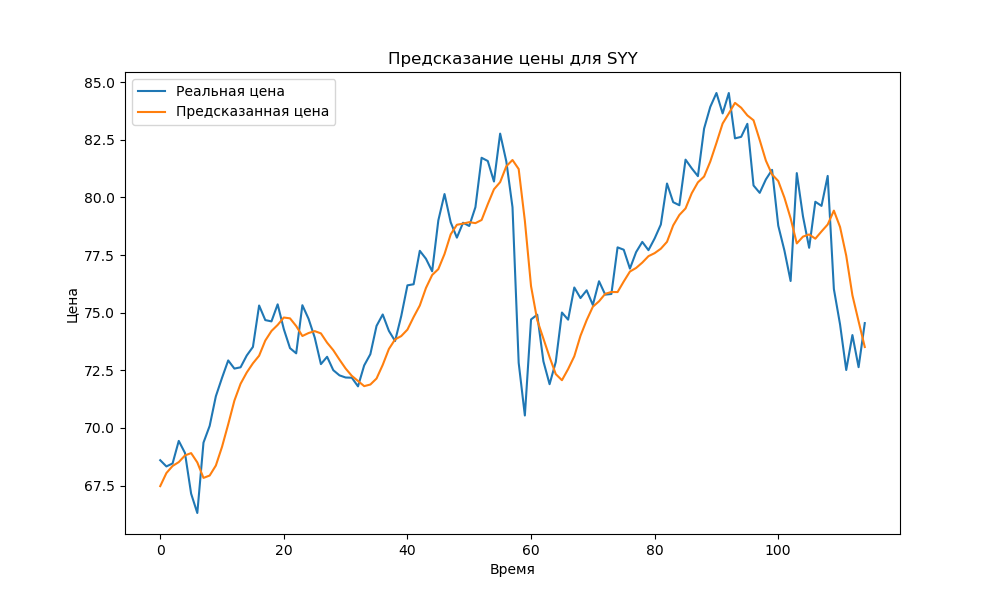 Предсказание цены для SYY
Реальная цена
Предсказанная цена
85.0
82.5
80.0
77.5
75.0
72.5
70.0
67.5
Цена
0 20 40 60 80 100
Время